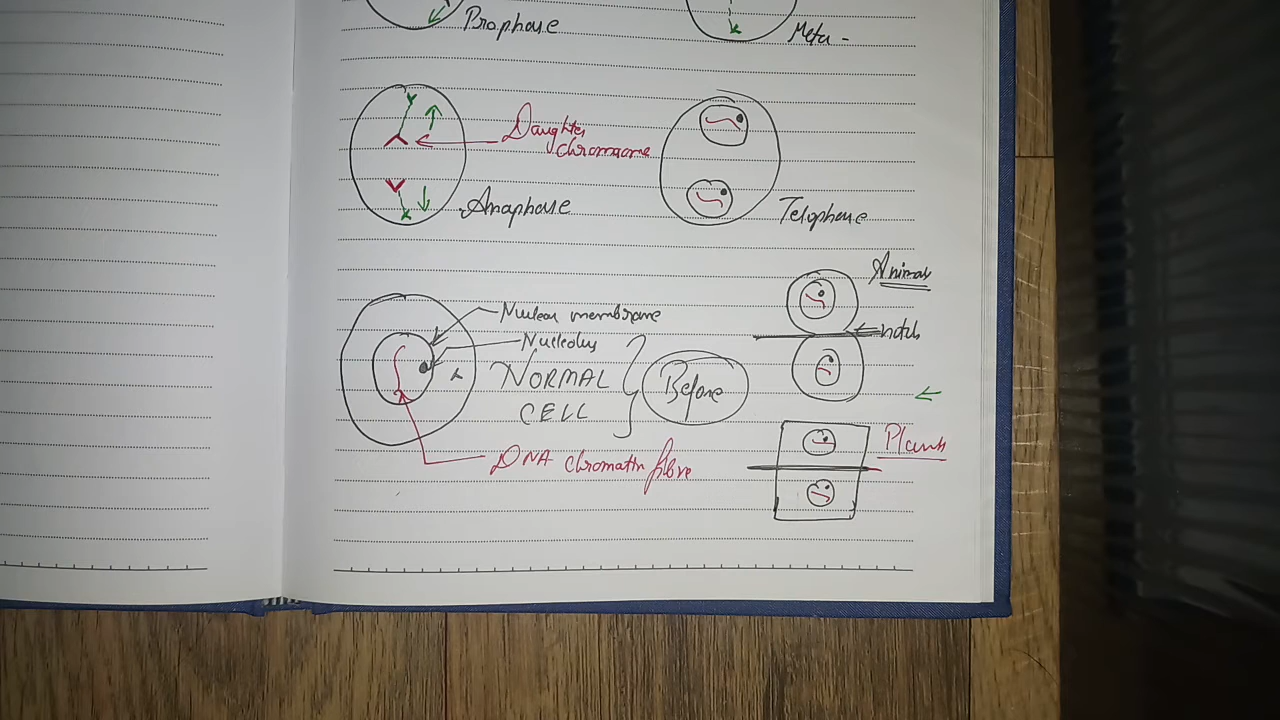 Prophase
Meta -
Daughter
chromosome
Anaphase
Telophase
Animal
Nuclear membrane
Nucleolus
NORMAL
CELL
Before
Plants
DNA chromatin fibre